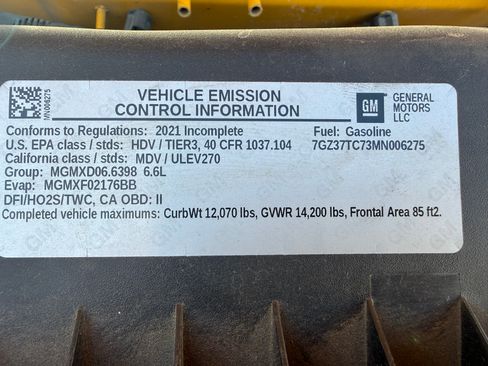 MN006275
VEHICLE EMISSION
CONTROL INFORMATION
GM
GENERAL
MOTORS
LLC
Conforms to Regulations: 2021 Incomplete
Fuel: Gasoline
U.S. EPA class / stds: HDV / TIER3, 40 CFR 1037.104
7GZ37TC73MN006275
California class / stds: MDV / ULEV270
Group: MGMXD06.6398 6.6L
Evap: MGMXF02176BB
DFI/HO2S/TWC, CA OBD: II
Completed vehicle maximums: CurbWt 12,070 lbs, GVWR 14,200 lbs, Frontal Area 85 ft2.